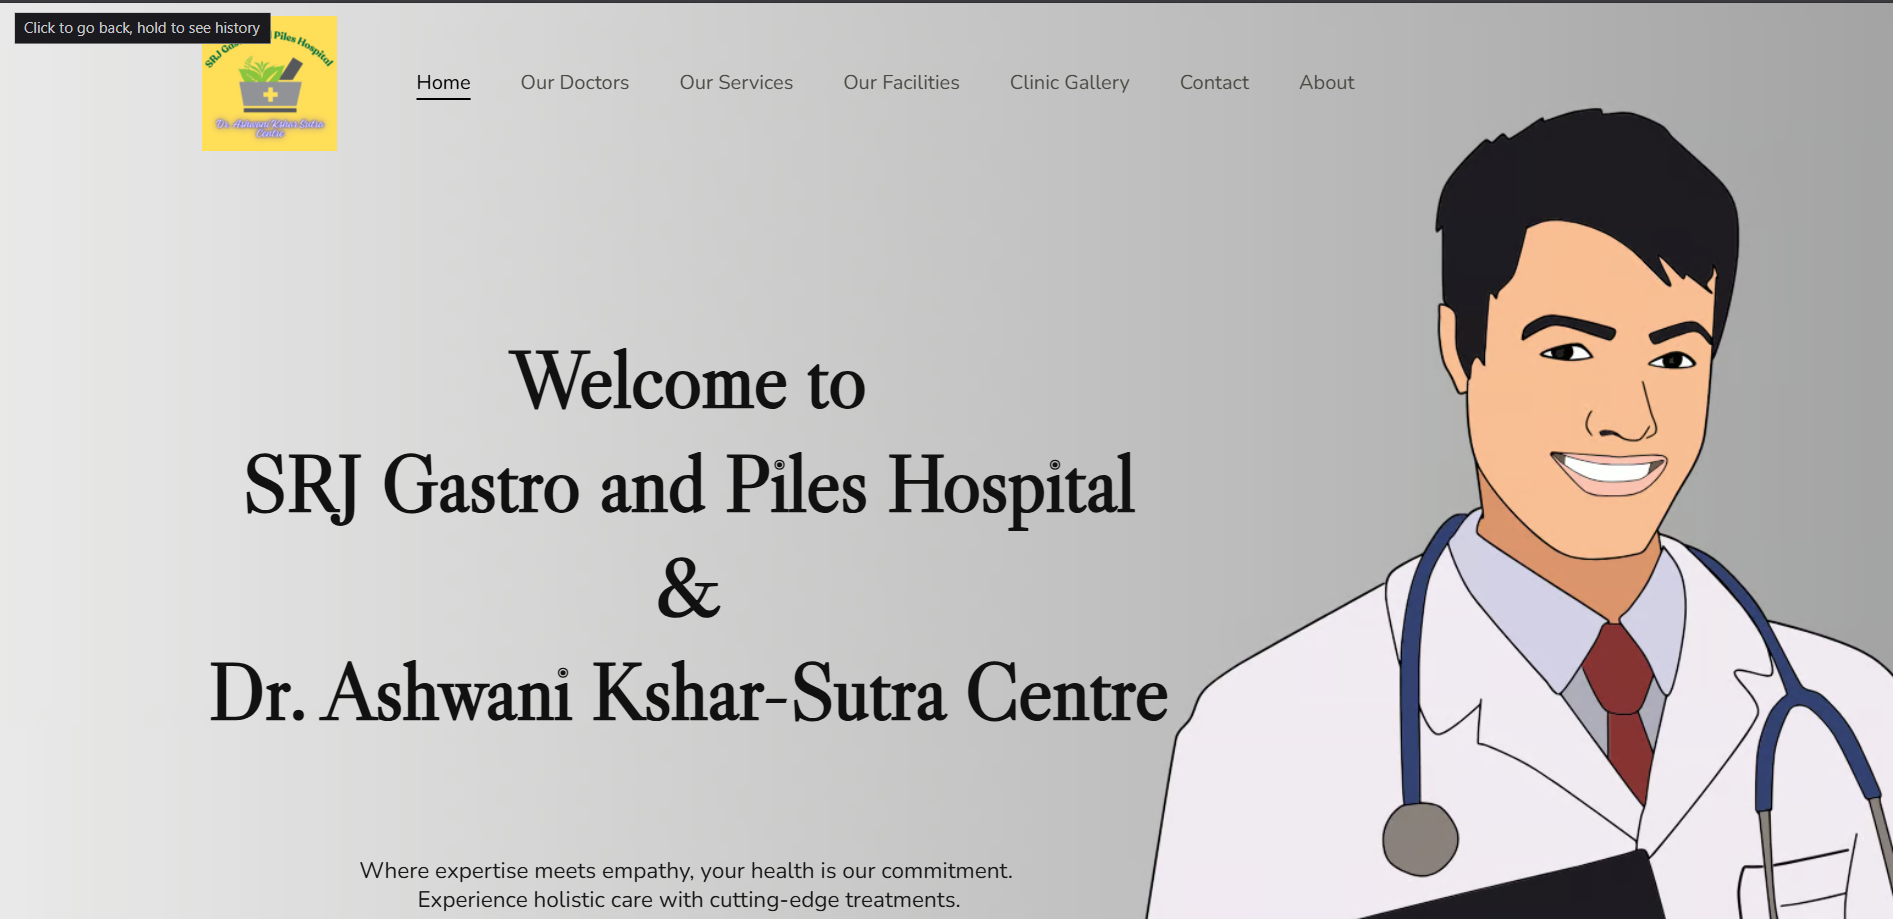 Click to go back, hold to see history
SRJ Gas Piles Hospital
Dr. Ashwani Kshar Sutra
Centre
Home
Our Doctors
Our Services
Our Facilities
Clinic Gallery
Contact
About
Welcome to
SRJ Gastro and Piles Hospital
&
Dr. Ashwani Kshar-Sutra Centre
Where expertise meets empathy, your health is our commitment.
Experience holistic care with cutting-edge treatments.